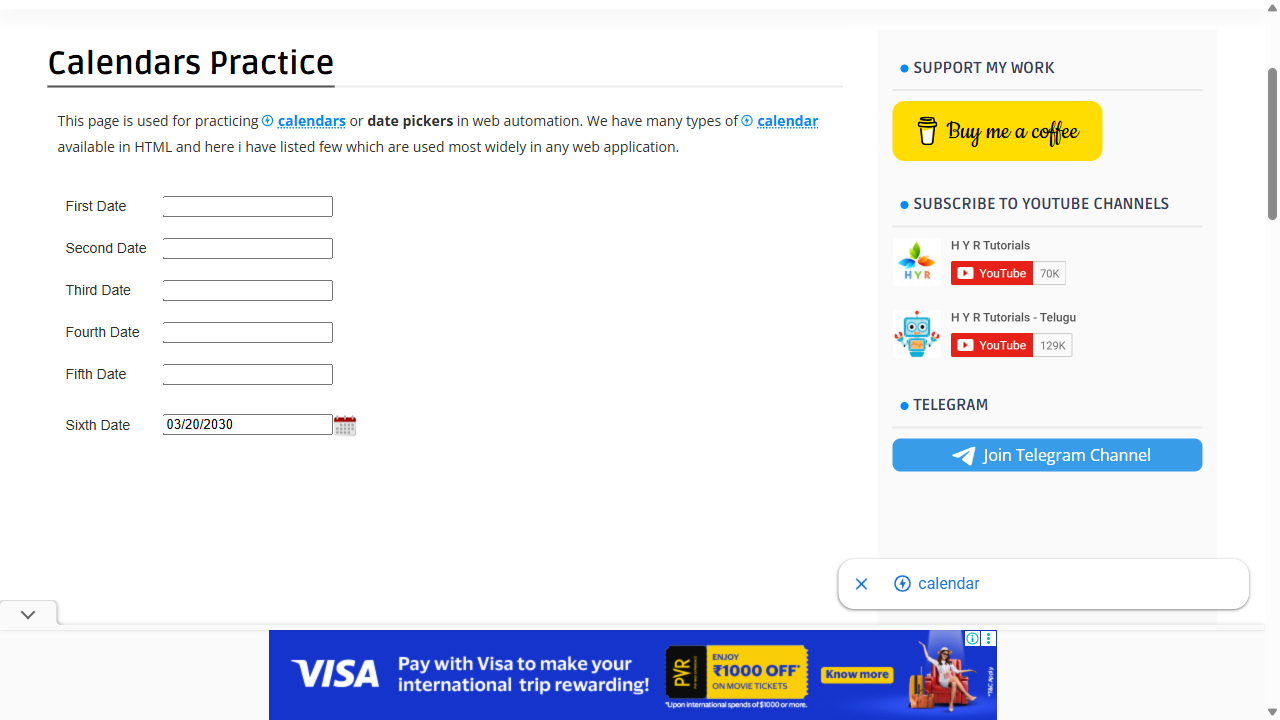 Calendars Practice
This page is used for practicing calendars or date pickers in web automation. We have many types of calendar
available in HTML and here i have listed few which are used most widely in any web application.
First Date
Second Date
Third Date
Fourth Date
Fifth Date
Sixth Date 03/20/2030
SUPPORT MY WORK
Buy me a coffee
SUBSCRIBE TO YOUTUBE CHANNELS
H Y R Tutorials
HYR
YouTube 70K
H Y R Tutorials - Telugu
YouTube 129K
TELEGRAM
Join Telegram Channel
calendar
VISA
Pay with Visa to make your
international trip rewarding!
PVR
ENJOY
₹1000 OFF*
ON MOVIE TICKETS
*Upon international spends of $1000 or more.
Know more
*T&C Apply